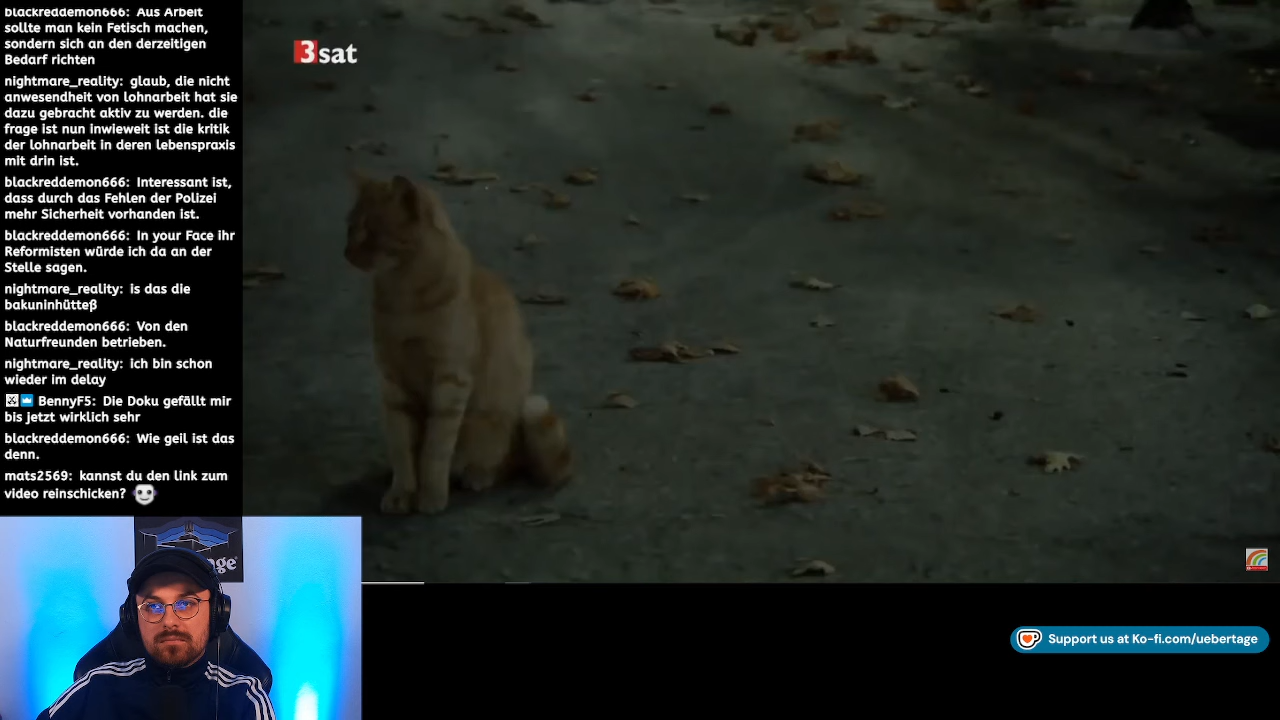 blackreddemon666: Aus Arbeit
sollte man kein Fetisch machen,
sondern sich an den derzeitigen
Bedarf richten
nightmare_reality: glaub, die nicht
anwesendheit von lohnarbeit hat sie
dazu gebracht aktiv zu werden. die
frage ist nun inwieweit ist die kritik
der lohnarbeit in deren lebenspraxis
mit drin ist.
blackreddemon666: Interessant ist,
dass durch das Fehlen der Polizei
mehr Sicherheit vorhanden ist.
blackreddemon666: In your Face ihr
Reformisten würde ich da an der
Stelle sagen.
nightmare_reality: is das die
bakuninhütteß
blackreddemon666: Von den
Naturfreunden betrieben.
nightmare_reality: ich bin schon
wieder im delay
BennyF5: Die Doku gefällt mir
bis jetzt wirklich sehr
blackreddemon666: Wie geil ist das
denn.
mats2569: kannst du den link zum
video reinschicken?
3sat
Support us at Ko-fi.com/uebertage